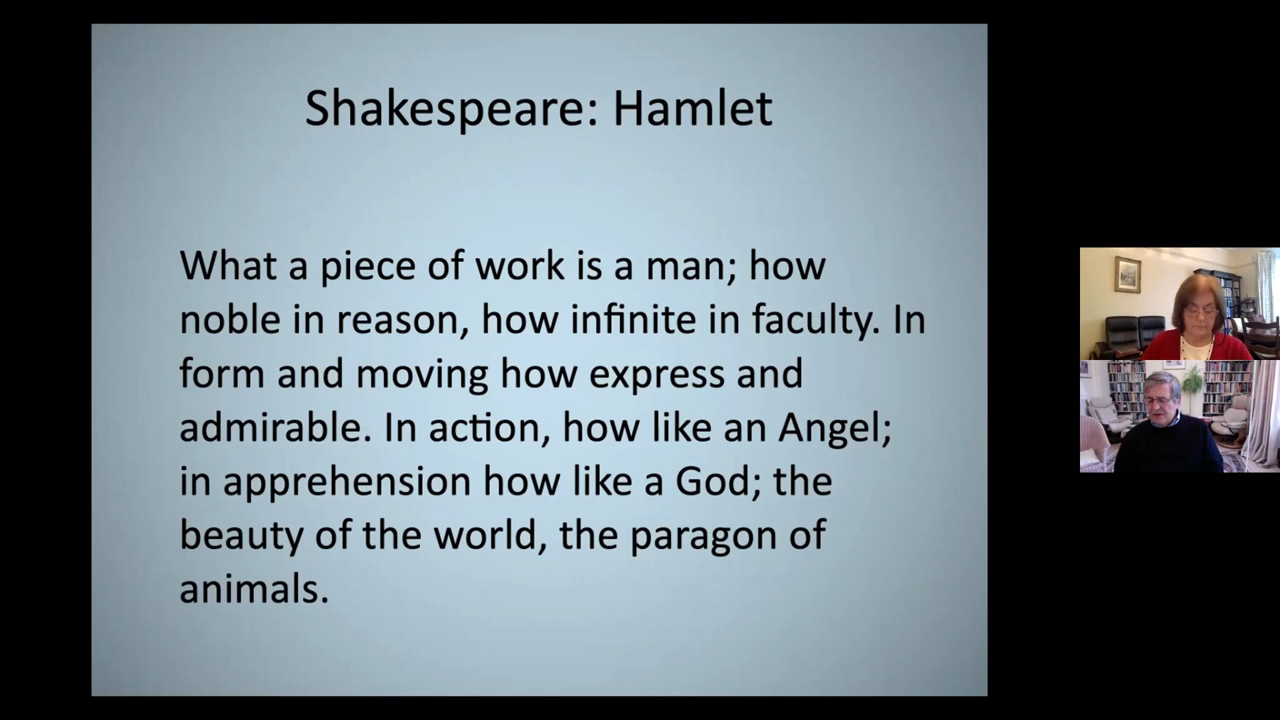 Shakespeare: Hamlet
What a piece of work is a man; how
noble in reason, how infinite in faculty. In
form and moving how express and
admirable. In action, how like an Angel;
in apprehension how like a God; the
beauty of the world, the paragon of
animals.